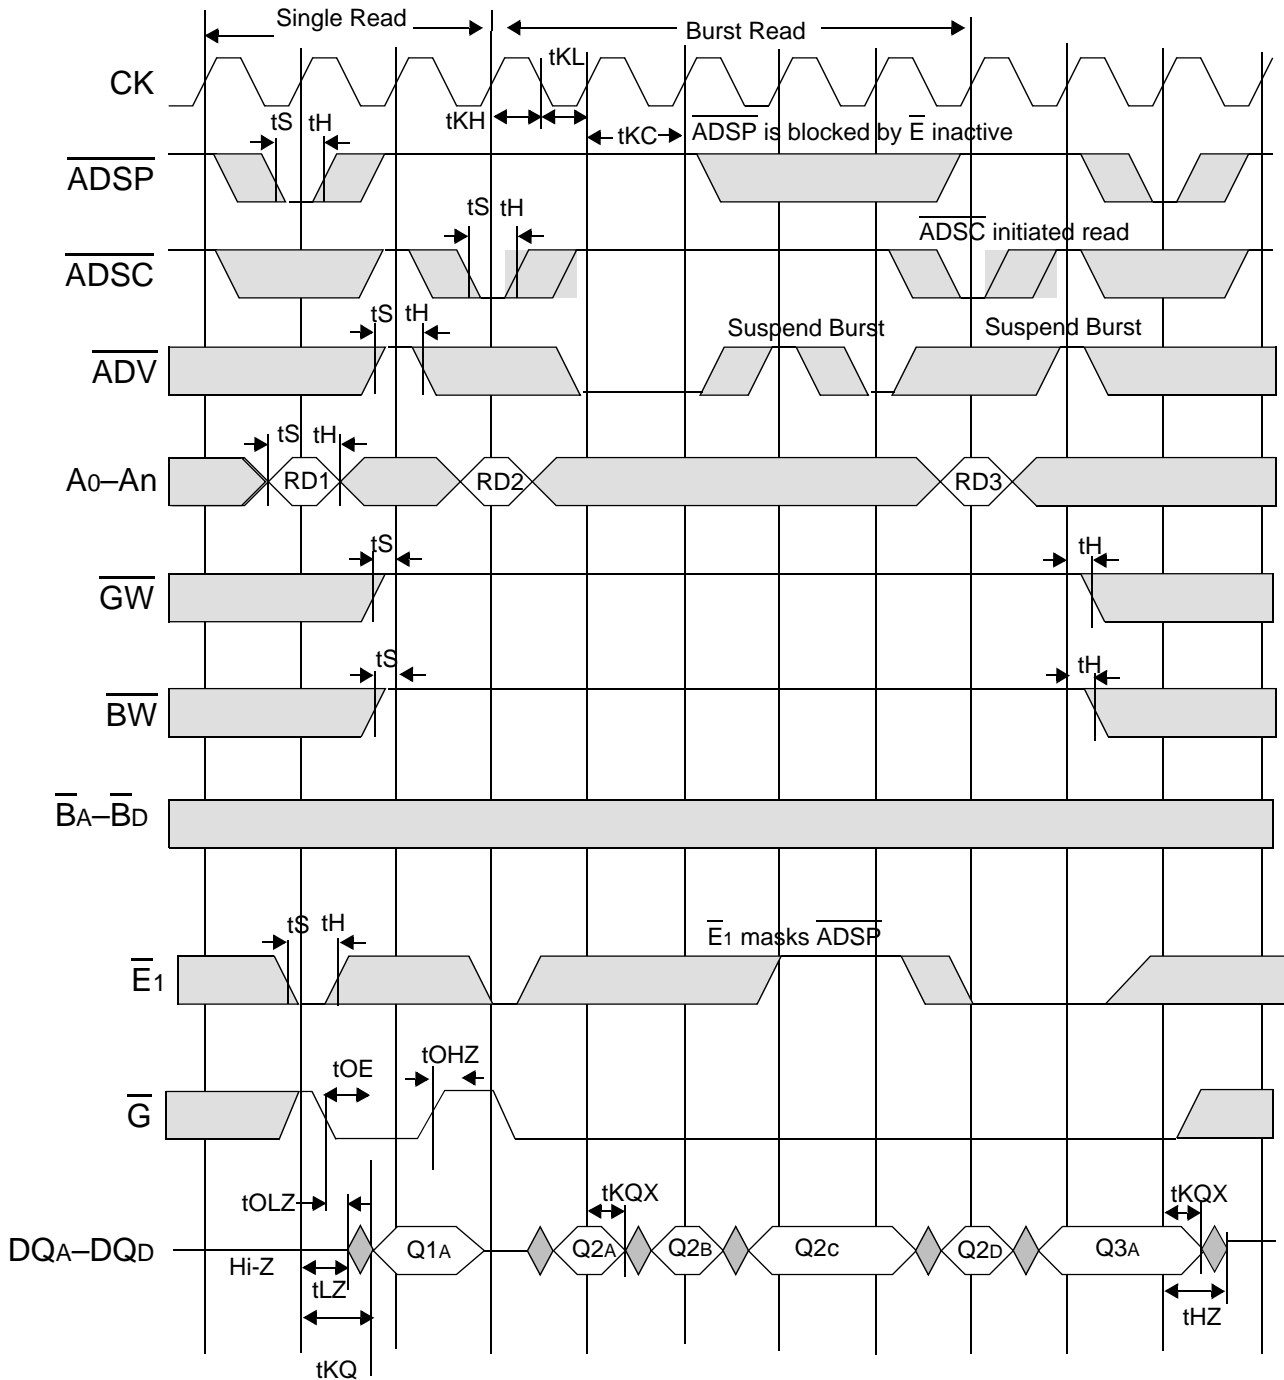 Single Read
Burst Read
CK
tKL
tS
tH
tKH
tKC
ADSP is blocked by E inactive
ADSP
tS
tH
ADSC initiated read
ADSC
tS
tH
Suspend Burst
Suspend Burst
ADV
tS
tH
A0–An
RD1
RD2
RD3
tS
tH
GW
tS
tH
BW
BA–BD
tS
tH
E1 masks ADSP
E1
tOE
tOHZ
G
tOLZ
tKQX
tKQX
DQA–DQD
Hi-Z
Q1A
Q2A
Q2B
Q2C
Q2D
Q3A
tLZ
tHZ
tKQ